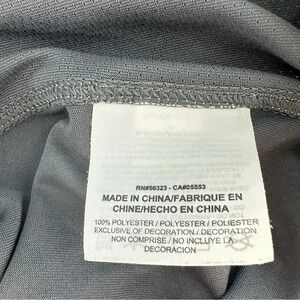 RN#56323 - CA#05553
MADE IN CHINA/FABRIQUE EN
CHINE/HECHO EN CHINA
100% POLYESTER / POLYESTER / POLIESTER
EXCLUSIVE OF DECORATION / DECORATION
NON COMPRISE / NO INCLUYE LA
DECORACION